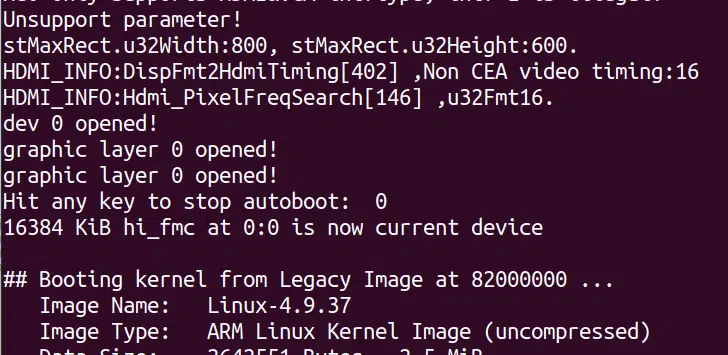 Unsupport parameter!
stMaxRect.u32Width:800, stMaxRect.u32Height:600.
HDMI_INFO:DispFmt2HdmiTiming[402] ,Non CEA video timing:16
HDMI_INFO:Hdmi_PixelFreqSearch[146] ,u32Fmt16.
dev 0 opened!
graphic layer 0 opened!
graphic layer 0 opened!
Hit any key to stop autoboot:  0
16384 KiB hi_fmc at 0:0 is now current device
## Booting kernel from Legacy Image at 82000000 ...
Image Name:   Linux-4.9.37
Image Type:   ARM Linux Kernel Image (uncompressed)